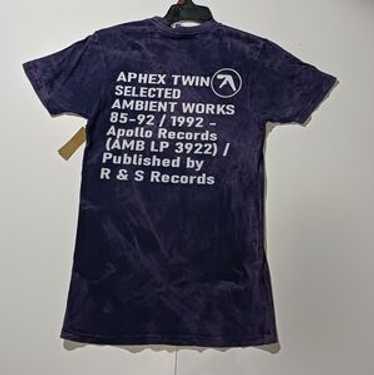 APHEX TWIN
SELECTED
AMBIENT WORKS
85-92 / 1992 -
Apollo Records
(AMB LP 3922) /
Published by
R & S Records